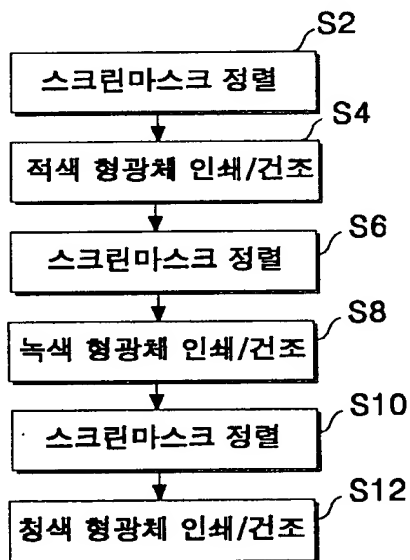 S2
스크린마스크 정렬
S4
적색 형광체 인쇄/건조
S6
스크린마스크 정렬
S8
녹색 형광체 인쇄/건조
S10
스크린마스크 정렬
S12
청색 형광체 인쇄/건조